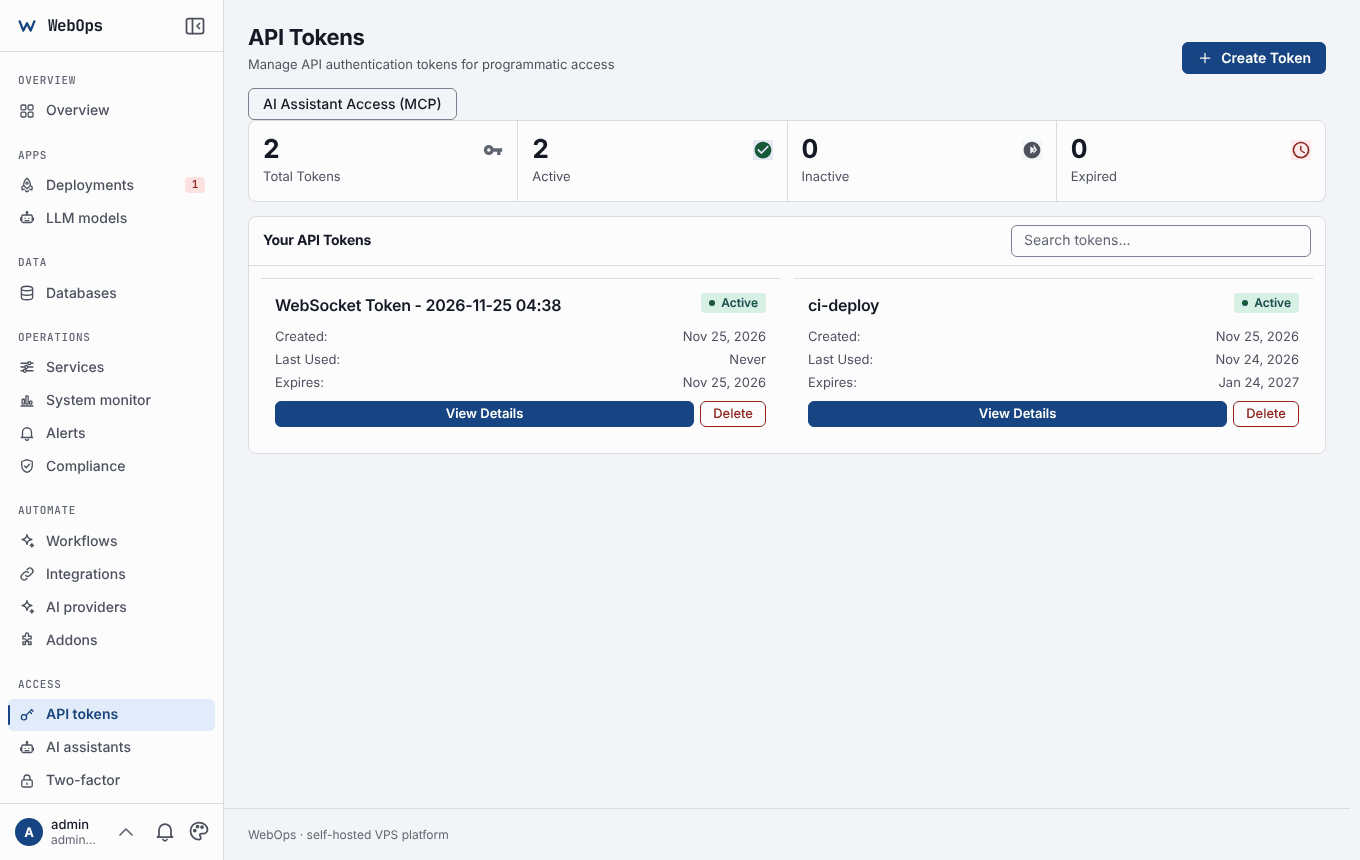 WebOps
OVERVIEW
Overview
APPS
Deployments 1
LLM models
DATA
Databases
OPERATIONS
Services
System monitor
Alerts
Compliance
AUTOMATE
Workflows
Integrations
AI providers
Addons
ACCESS
API tokens
AI assistants
Two-factor
A admin
admin...
API Tokens
Manage API authentication tokens for programmatic access
Create Token
AI Assistant Access (MCP)
2
Total Tokens
2
Active
0
Inactive
0
Expired
Your API Tokens
Search tokens...
WebSocket Token - 2026-11-25 04:38 Active
Created: Nov 25, 2026
Last Used: Never
Expires: Nov 25, 2026
View Details Delete
ci-deploy Active
Created: Nov 25, 2026
Last Used: Nov 24, 2026
Expires: Jan 24, 2027
View Details Delete
WebOps · self-hosted VPS platform